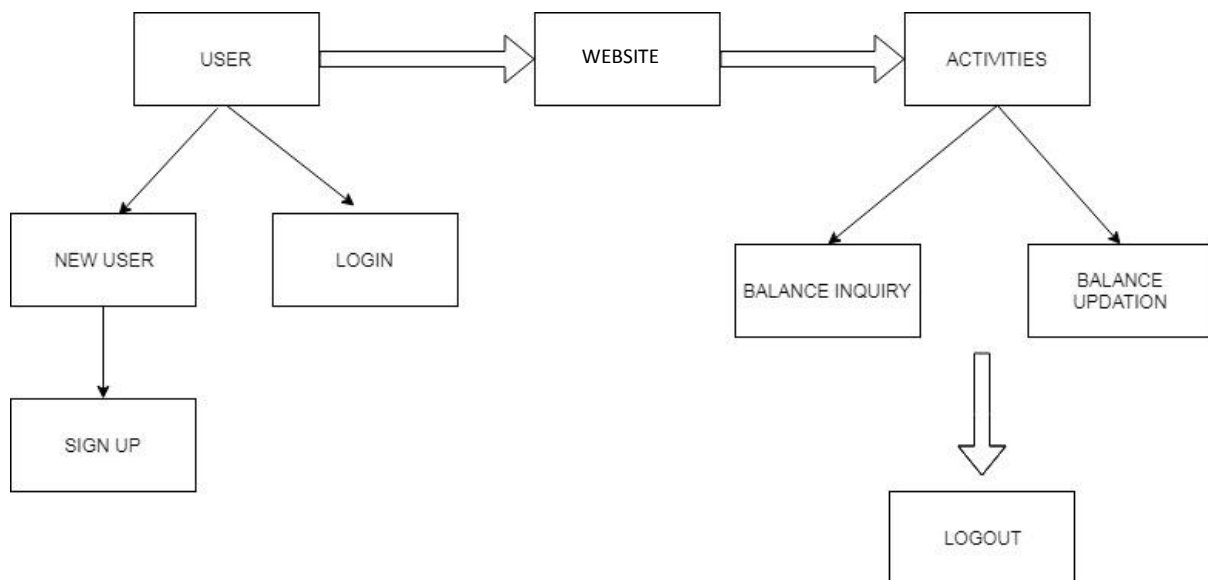 USER
WEBSITE
ACTIVITIES
NEW USER
LOGIN
BALANCE INQUIRY
BALANCE
UPDATION
SIGN UP
LOGOUT